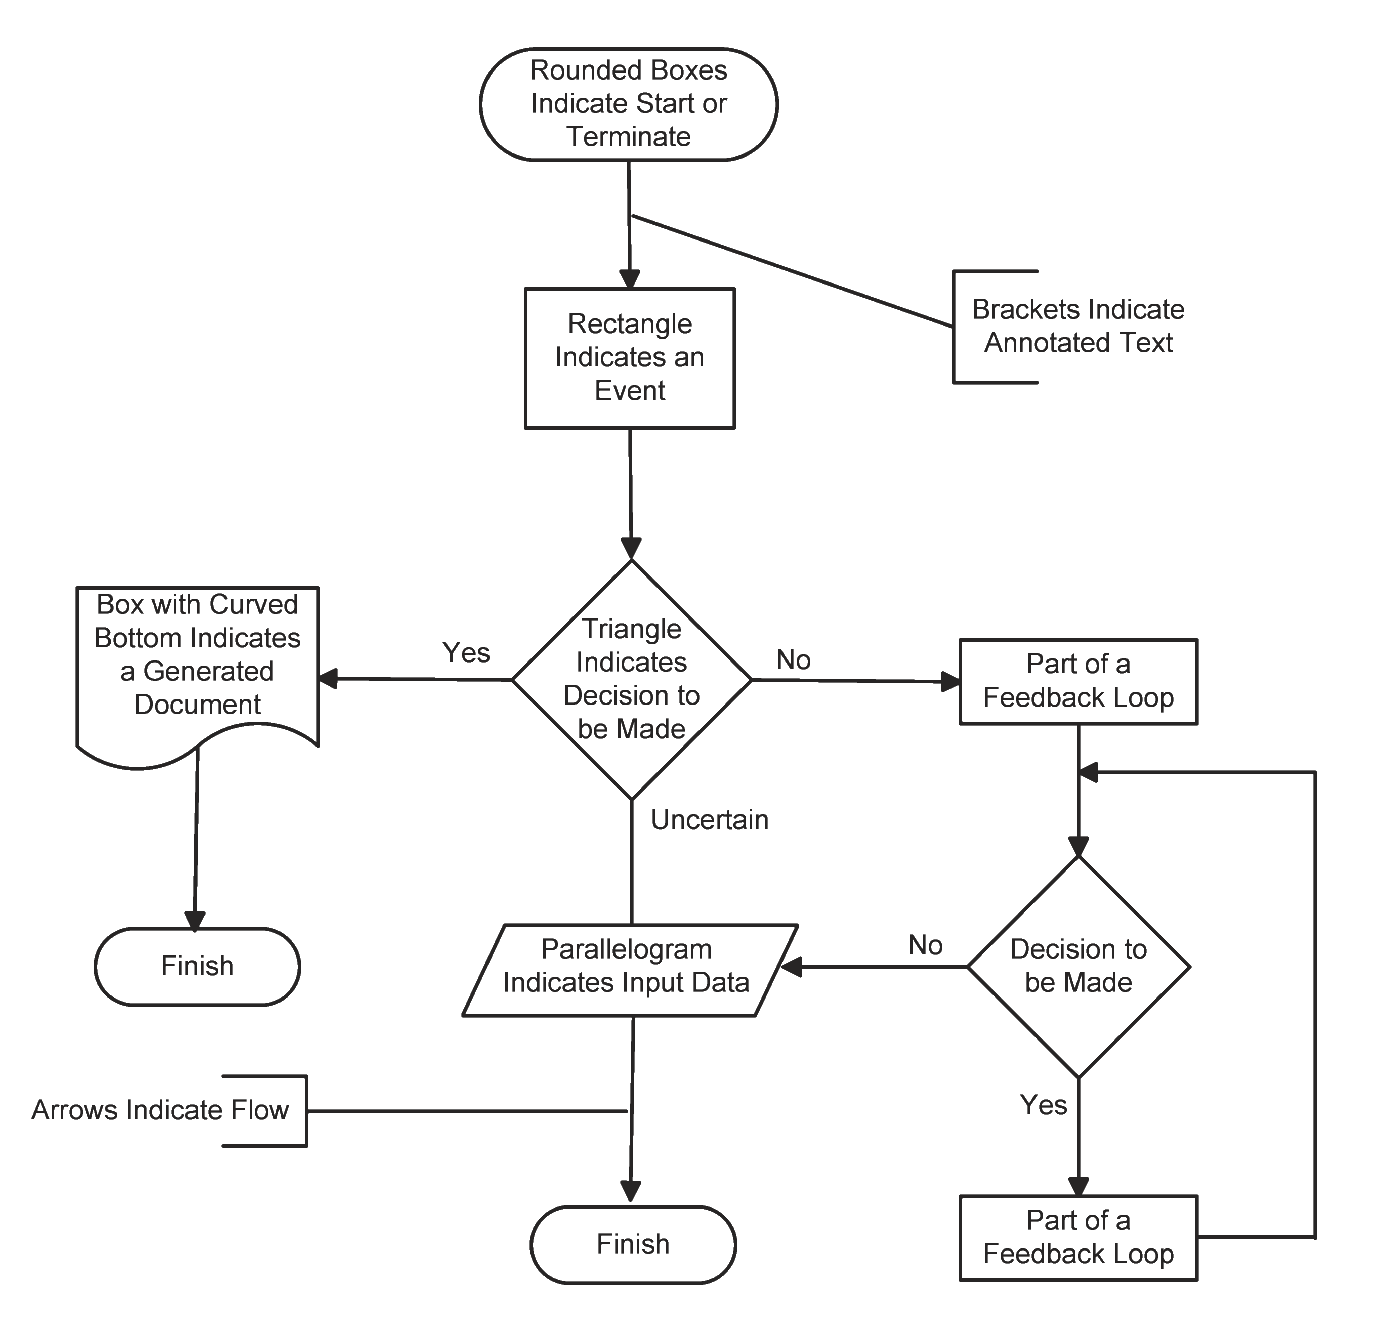 Rounded Boxes
Indicate Start or
Terminate
Brackets Indicate
Annotated Text
Rectangle
Indicates an
Event
Box with Curved
Bottom Indicates
a Generated
Document
Yes
Triangle
Indicates
Decision to
be Made
No
Part of a
Feedback Loop
Uncertain
Finish
Parallelogram
Indicates Input Data
No
Decision to
be Made
Arrows Indicate Flow
Yes
Finish
Part of a
Feedback Loop